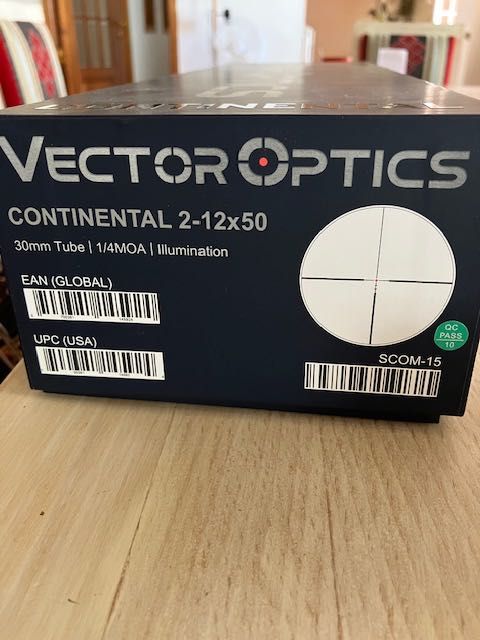 CONTINENTAL
VECTOR OPTICS
CONTINENTAL 2-12x50
30mm Tube | 1/4MOA | Illumination
EAN (GLOBAL)
UPC (USA)
QC
PASS
10
SCOM-15